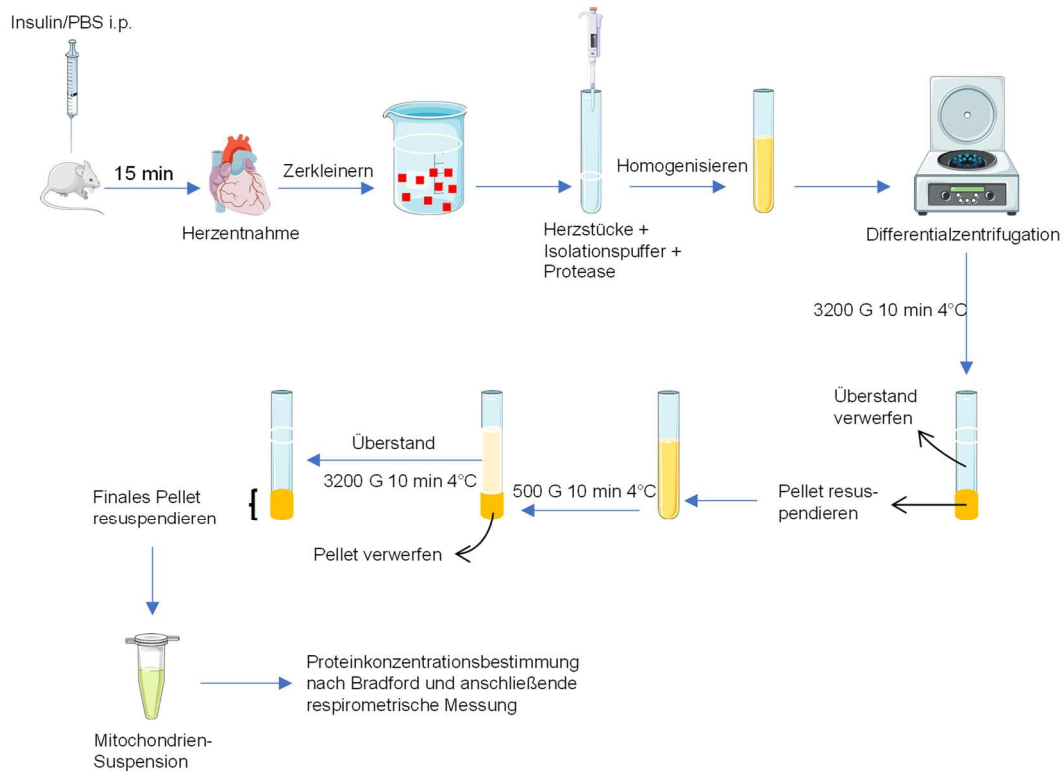 Insulin/PBS i.p.
15 min
Herzentnahme
Zerkleinern
Herzstücke +
Isolationspuffer +
Protease
Homogenisieren
Differentialzentrifugation
3200 G 10 min 4°C
Überstand
verwerfen
Pellet resus-
pendieren
500 G 10 min 4°C
Pellet verwerfen
Überstand
3200 G 10 min 4°C
Finales Pellet
resuspendieren
Mitochondrien-
Suspension
Proteinkonzentrationsbestimmung
nach Bradford und anschließende
respirometrische Messung